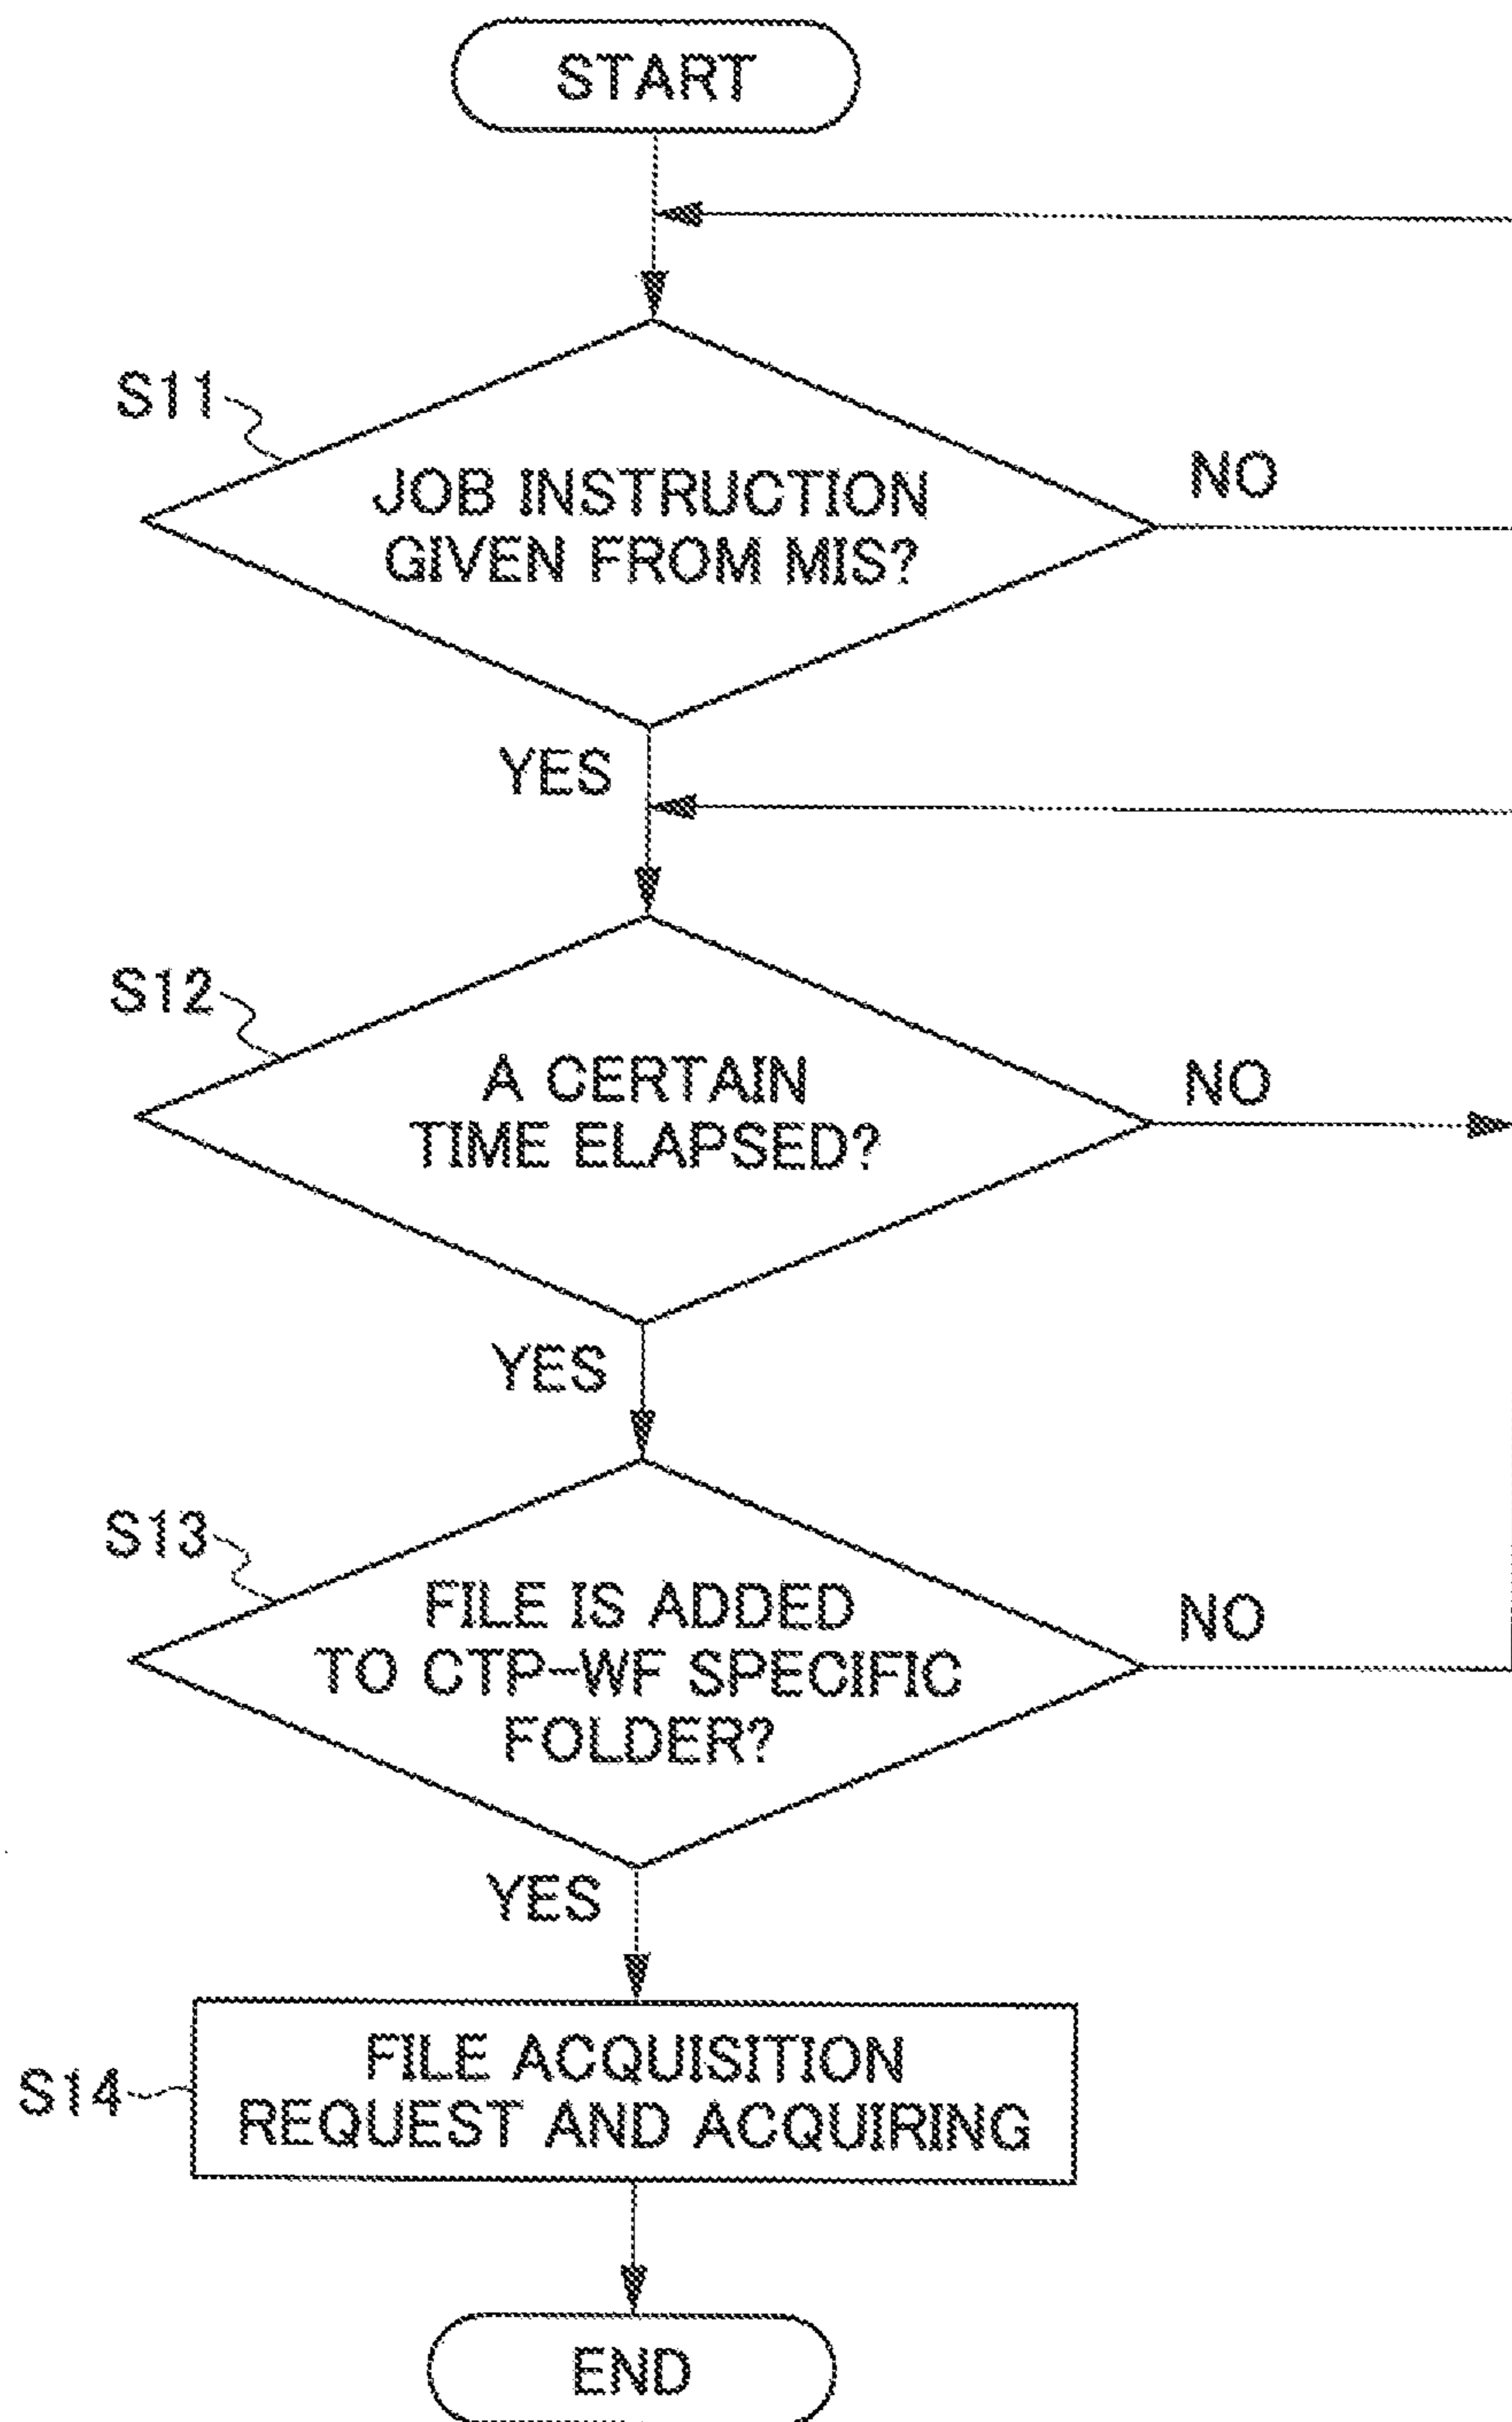 START
S11
JOB INSTRUCTION
GIVEN FROM MIS?
NO
YES
S12
A CERTAIN
TIME ELAPSED?
NO
YES
S13
FILE IS ADDED
TO CTP-WF SPECIFIC
FOLDER?
NO
YES
S14
FILE ACQUISITION
REQUEST AND ACQUIRING
END